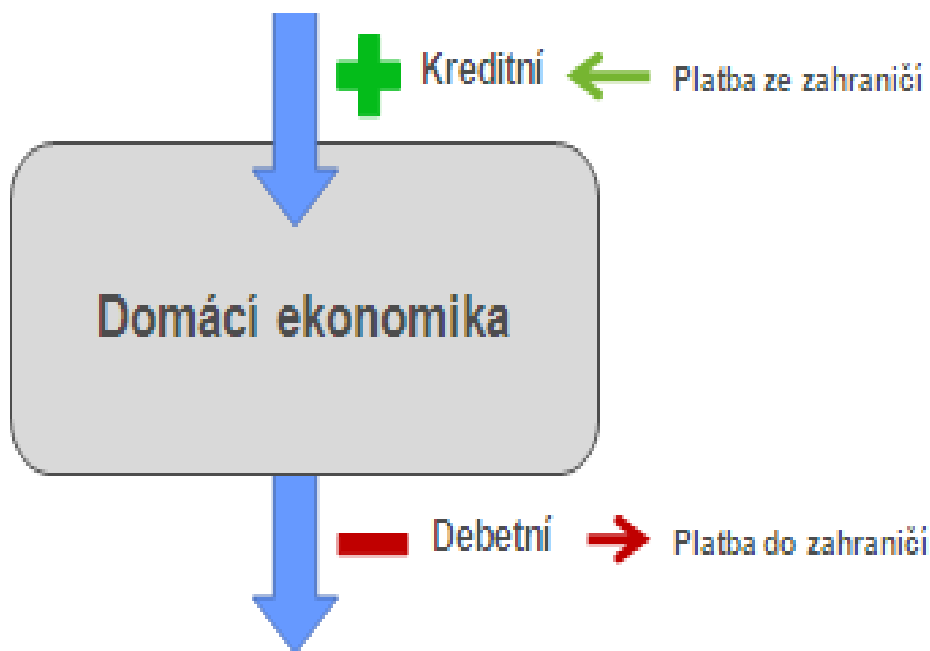 Kreditní
Platba ze zahraničí
Domácí ekonomika
Debetní
Platba do zahraničí